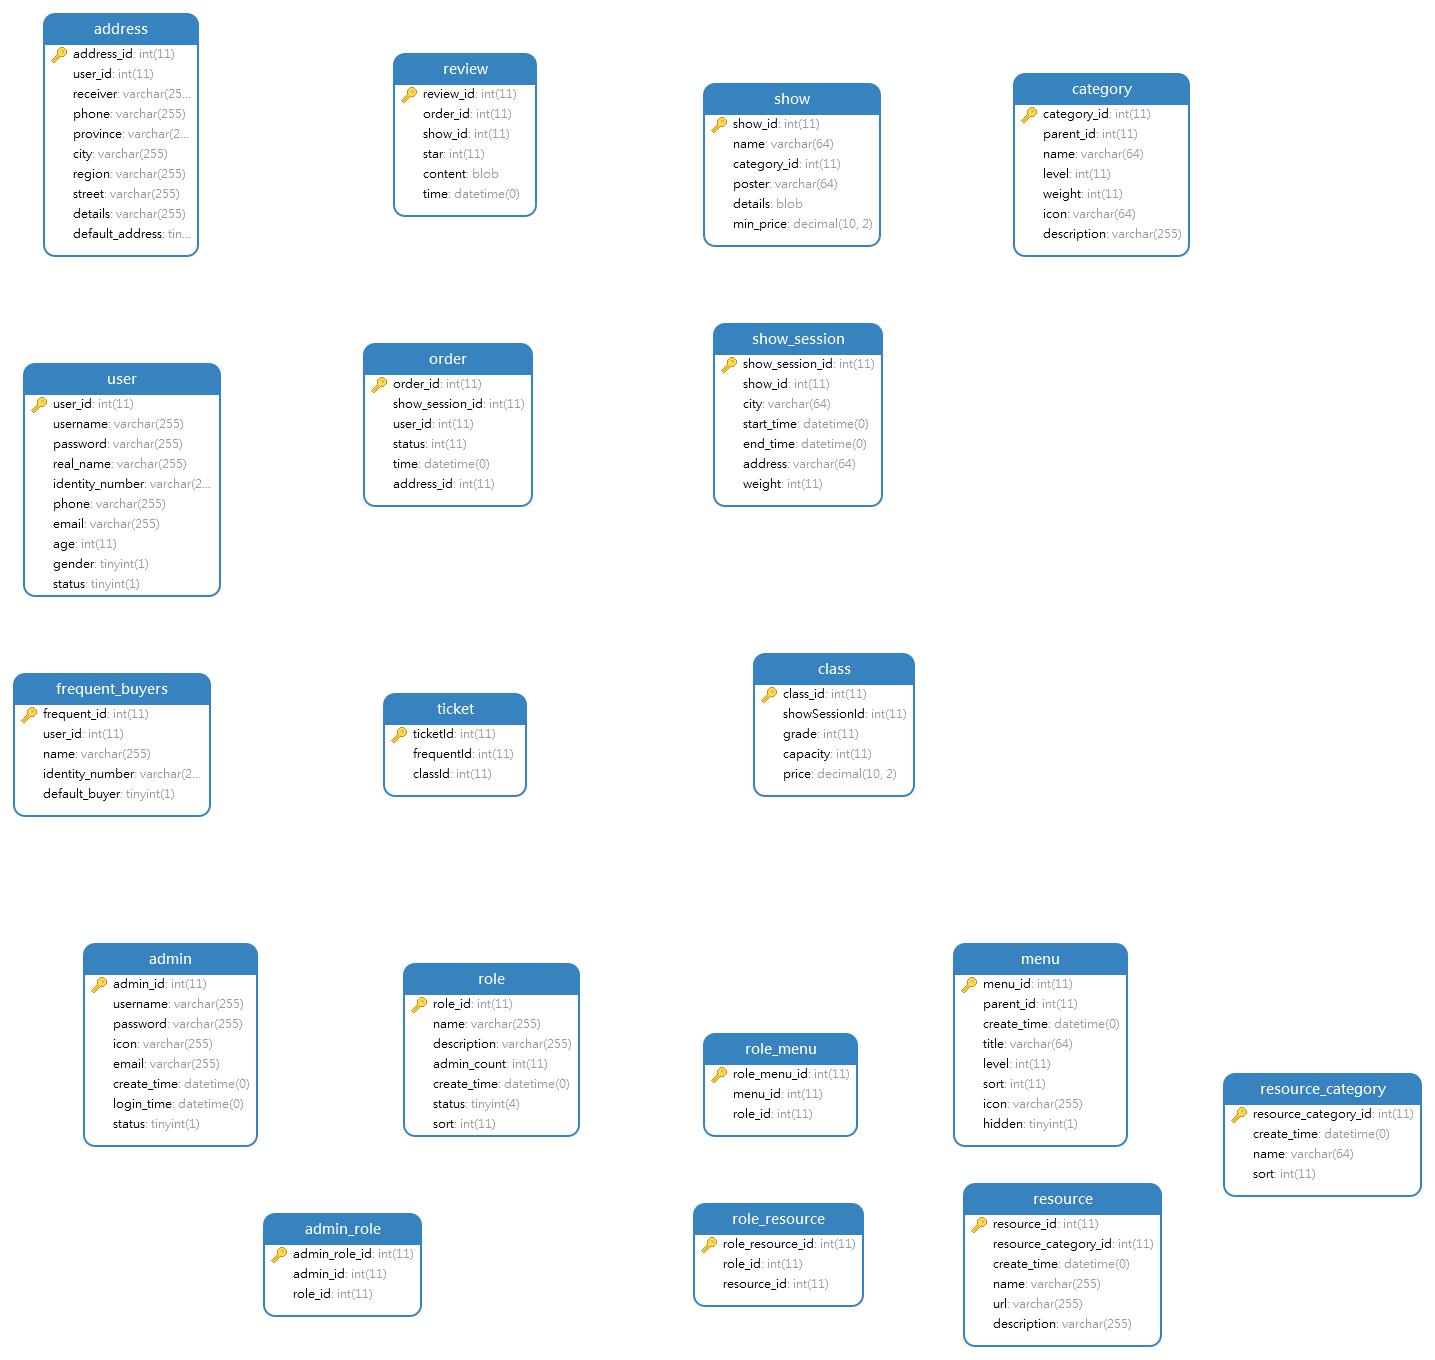 address
address_id: int(11)
user_id: int(11)
receiver: varchar(25...
phone: varchar(255)
province: varchar(2...
city: varchar(255)
region: varchar(255)
street: varchar(255)
details: varchar(255)
default_address: tin...
review
review_id: int(11)
order_id: int(11)
show_id: int(11)
star: int(11)
content: blob
time: datetime(0)
show
show_id: int(11)
name: varchar(64)
category_id: int(11)
poster: varchar(64)
details: blob
min_price: decimal(10, 2)
category
category_id: int(11)
parent_id: int(11)
name: varchar(64)
level: int(11)
weight: int(11)
icon: varchar(64)
description: varchar(255)
user
user_id: int(11)
username: varchar(255)
password: varchar(255)
real_name: varchar(255)
identity_number: varchar(2...
phone: varchar(255)
email: varchar(255)
age: int(11)
gender: tinyint(1)
status: tinyint(1)
order
order_id: int(11)
show_session_id: int(11)
user_id: int(11)
status: int(11)
time: datetime(0)
address_id: int(11)
show_session
show_session_id: int(11)
show_id: int(11)
city: varchar(64)
start_time: datetime(0)
end_time: datetime(0)
address: varchar(64)
weight: int(11)
frequent_buyers
frequent_id: int(11)
user_id: int(11)
name: varchar(255)
identity_number: varchar(2...
default_buyer: tinyint(1)
ticket
ticketId: int(11)
frequentId: int(11)
classId: int(11)
class
class_id: int(11)
showSessionId: int(11)
grade: int(11)
capacity: int(11)
price: decimal(10, 2)
admin
admin_id: int(11)
username: varchar(255)
password: varchar(255)
icon: varchar(255)
email: varchar(255)
create_time: datetime(0)
login_time: datetime(0)
status: tinyint(1)
role
role_id: int(11)
name: varchar(255)
description: varchar(255)
admin_count: int(11)
create_time: datetime(0)
status: tinyint(4)
sort: int(11)
role_menu
role_menu_id: int(11)
menu_id: int(11)
role_id: int(11)
menu
menu_id: int(11)
parent_id: int(11)
create_time: datetime(0)
title: varchar(64)
level: int(11)
sort: int(11)
icon: varchar(255)
hidden: tinyint(1)
resource_category
resource_category_id: int(11)
create_time: datetime(0)
name: varchar(64)
sort: int(11)
admin_role
admin_role_id: int(11)
admin_id: int(11)
role_id: int(11)
role_resource
role_resource_id: int(11)
role_id: int(11)
resource_id: int(11)
resource
resource_id: int(11)
resource_category_id: int(11)
create_time: datetime(0)
name: varchar(255)
url: varchar(255)
description: varchar(255)